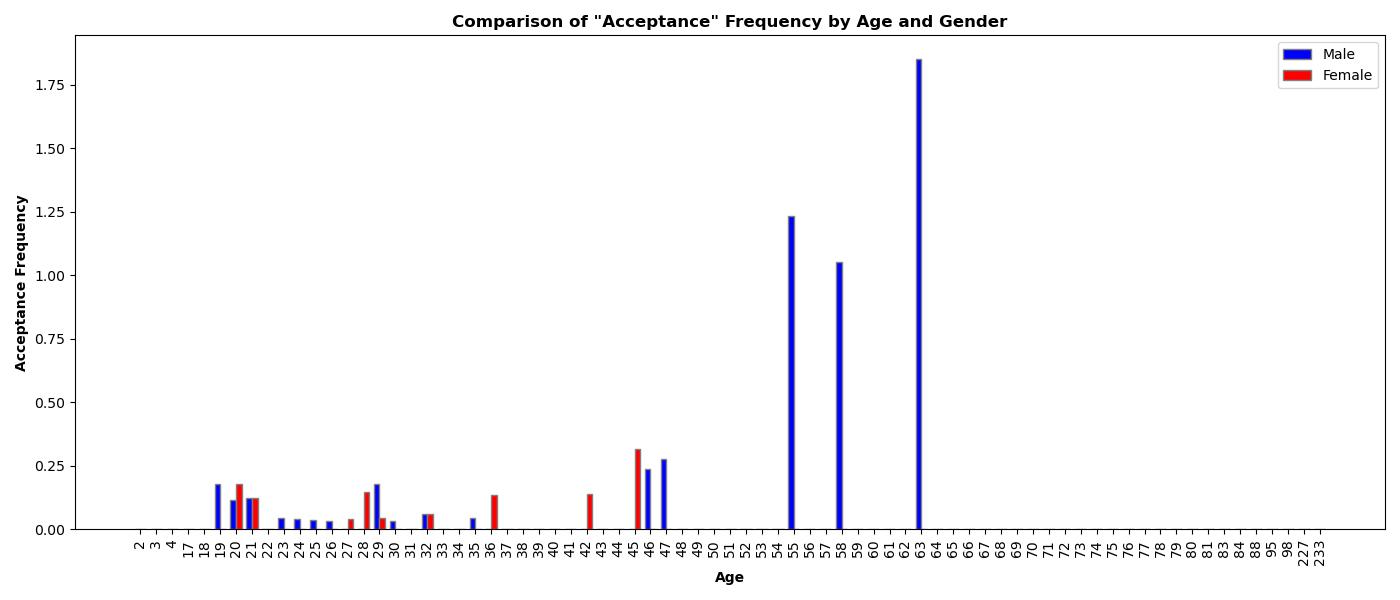 Comparison of "Acceptance" Frequency by Age and Gender
Male
Female
1.75
1.50
1.25
1.00
0.75
0.50
0.25
0.00
Acceptance Frequency
2 3 4 17 18 19 20 21 22 23 24 25 26 27 28 29 30 31 32 33 34 35 36 37 38 39 40 41 42 43 44 45 46 47 48 49 50 51 52 53 54 55 56 57 58 59 60 61 62 63 64 65 66 67 68 69 70 71 72 73 74 75 76 77 78 79 80 81 83 84 88 95 98 227 233
Age